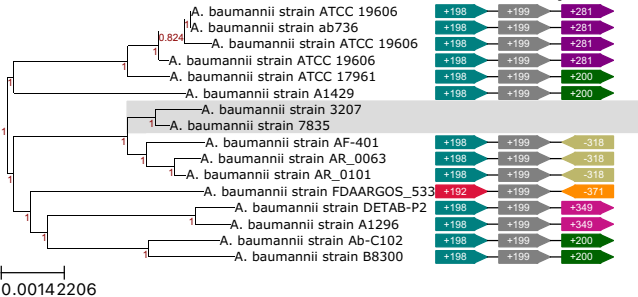 A. baumannii strain ATCC 19606 +198 +199 +281
A. baumannii strain ab736 +198 +199 +281
0.824
A. baumannii strain ATCC 19606 +198 +199 +281
1
A. baumannii strain ATCC 19606 +198 +199 +281
1
A. baumannii strain ATCC 17961 +198 +199 +200
1
A. baumannii strain A1429 +198 +199 +200
A. baumannii strain 3207
1
1
A. baumannii strain 7835
1
A. baumannii strain AF-401 +198 +199 -318
1
A. baumannii strain AR_0063 +198 +199 -318
1
1
A. baumannii strain AR_0101 +198 +199 -318
A. baumannii strain FDAARGOS_533 +192 +199 -371
A. baumannii strain DETAB-P2 +198 +199 +349
1
1
A. baumannii strain A1296 +198 +199 +349
A. baumannii strain Ab-C102 +198 +199 +200
1
1
A. baumannii strain B8300 +198 +199 +200
0.00142206